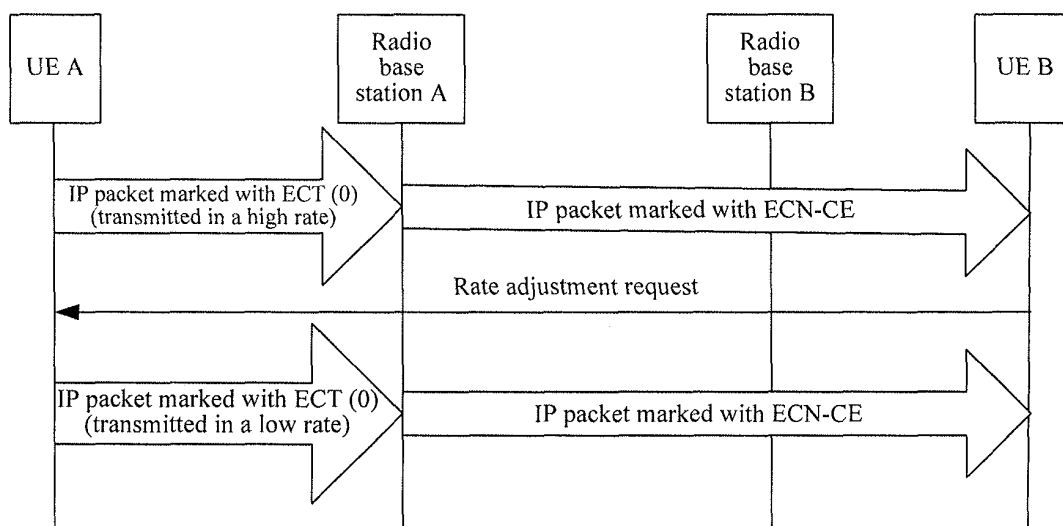 UE A
Radio
base
station A
Radio
base
station B
UE B
IP packet marked with ECT (0)
(transmitted in a high rate)
IP packet marked with ECN-CE
Rate adjustment request
IP packet marked with ECT (0)
(transmitted in a low rate)
IP packet marked with ECN-CE